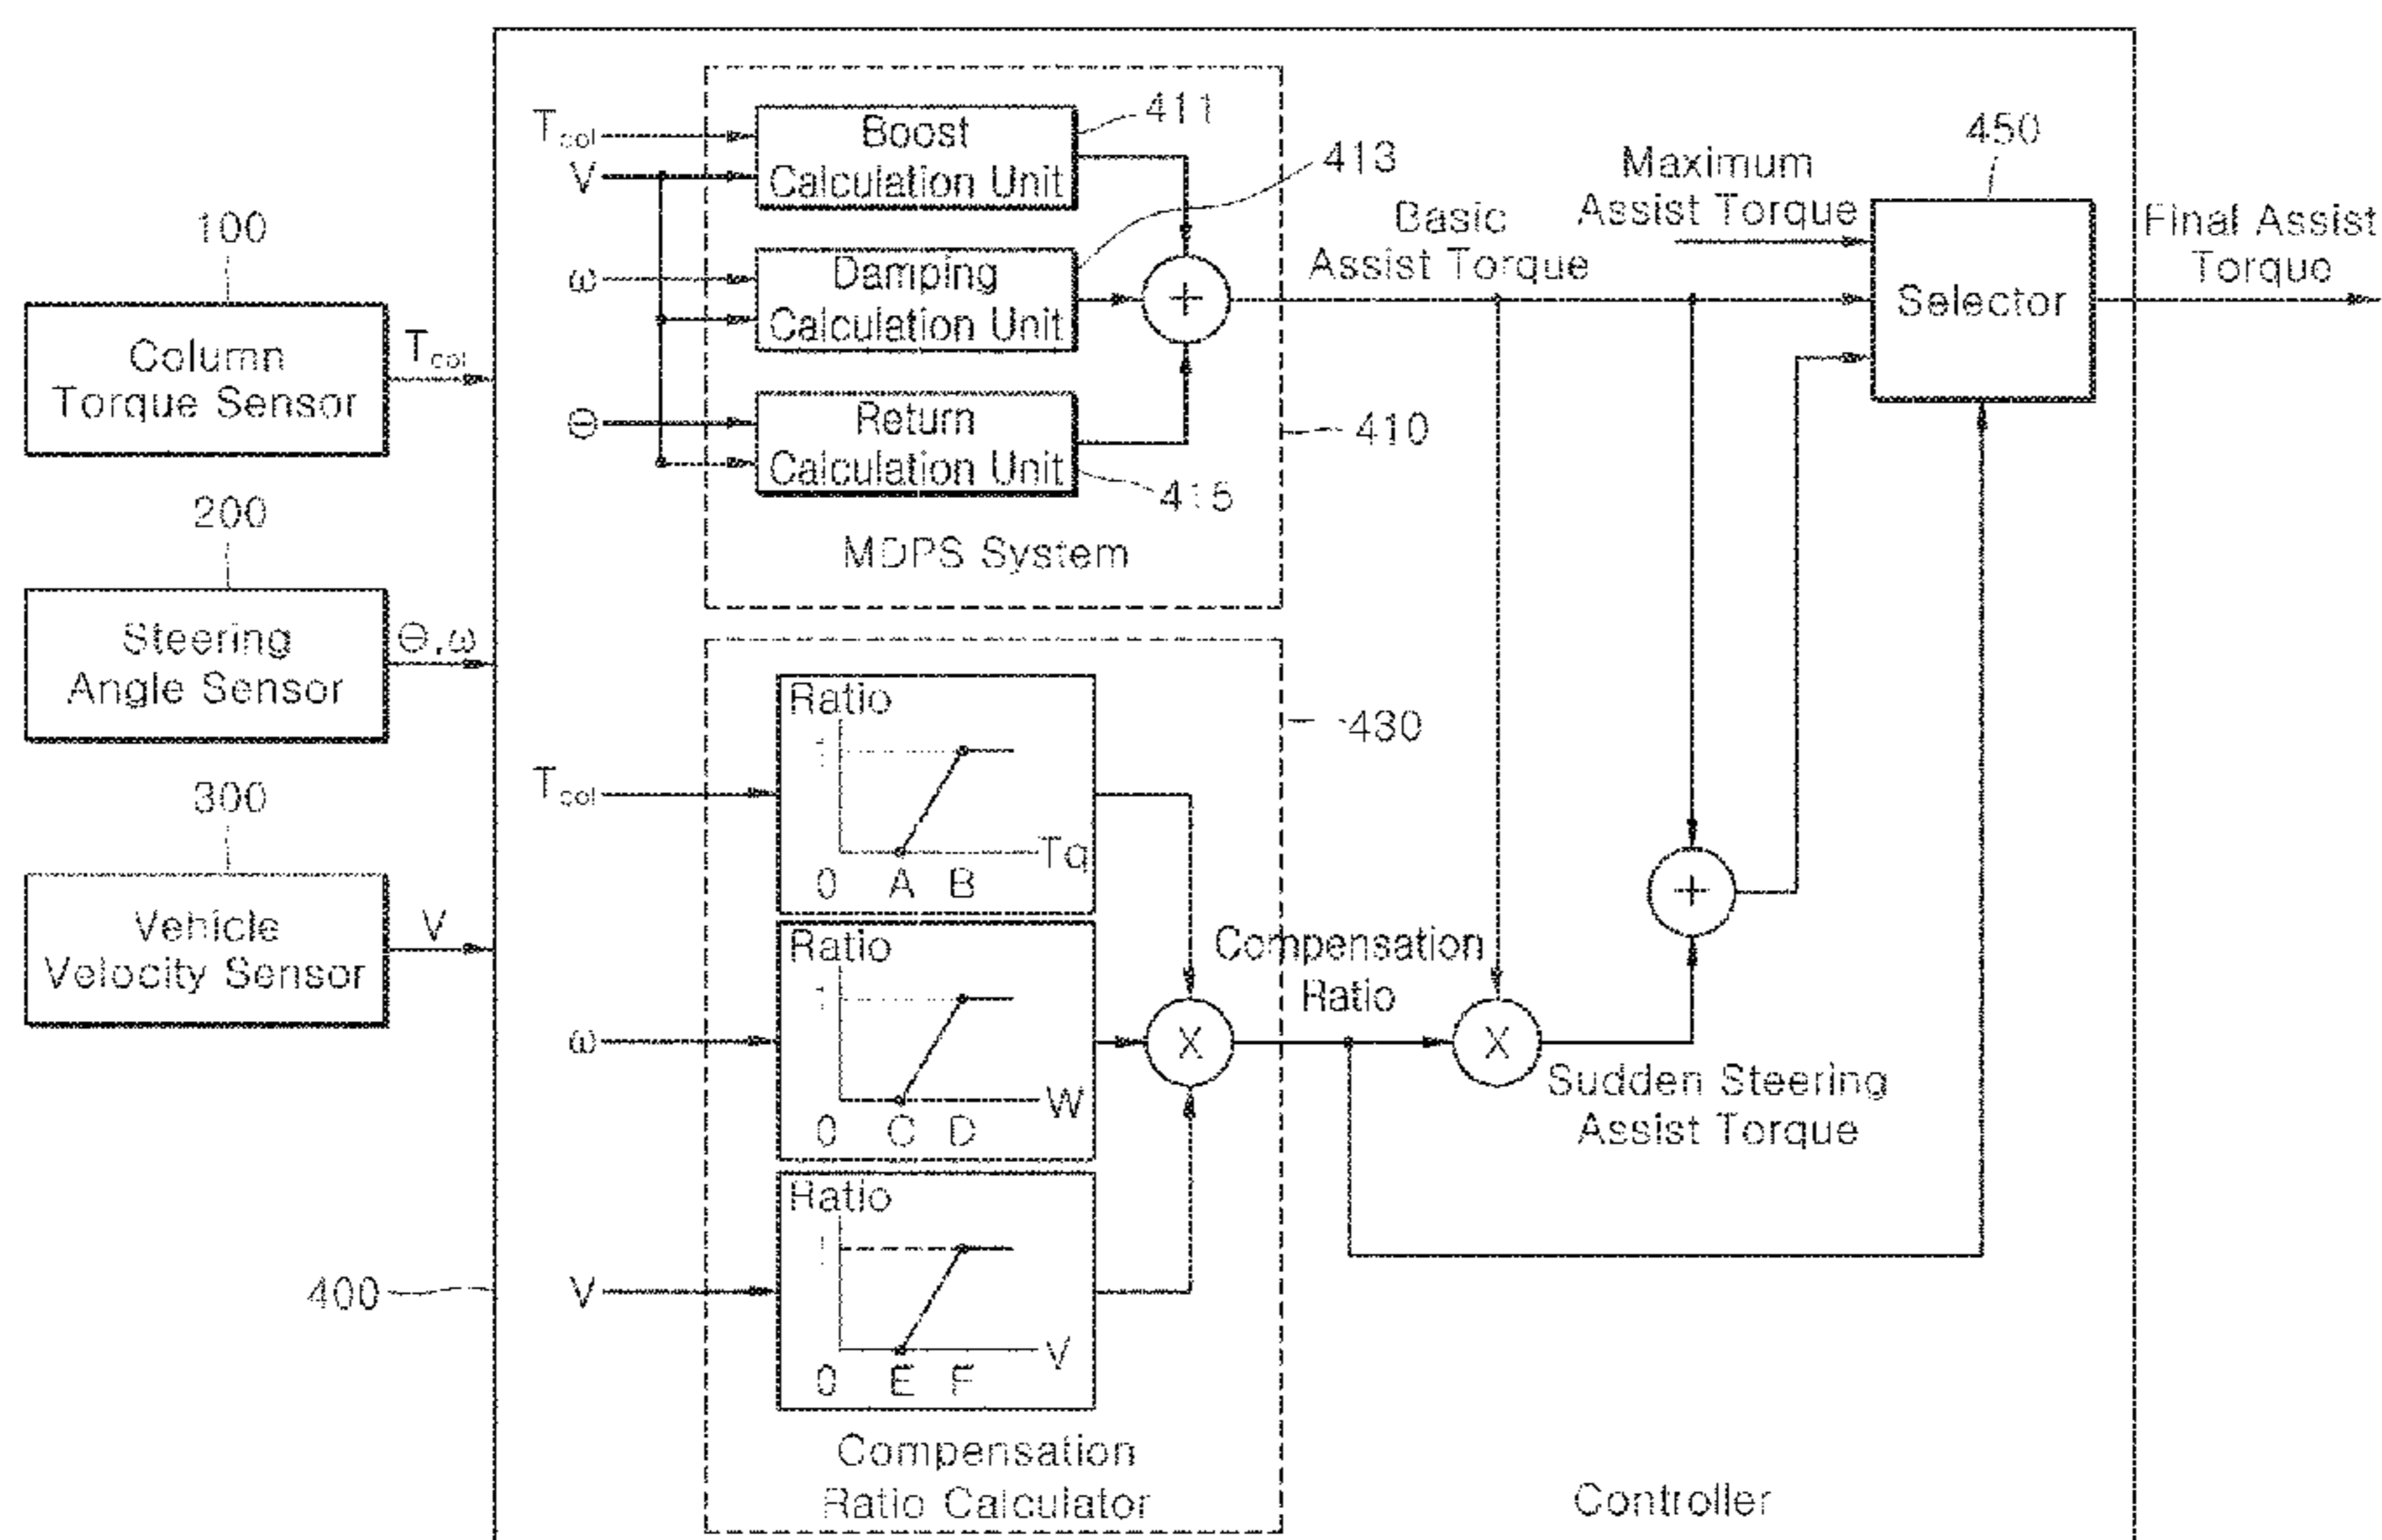 100
Column
Torque Sensor
Tcol
200
Steering
Angle Sensor
Θ,ω
300
Vehicle
Velocity Sensor
V
400
Tcol
V
ω
Θ
Boost
Calculation Unit
411
Damping
Calculation Unit
413
Return
Calculation Unit
415
+
MDPS System
410
Basic
Assist Torque
Maximum
Assist Torque
450
Selector
Final Assist
Torque
430
Tcol
Ratio
1
0 A B
Tq
ω
Ratio
1
0 C D
W
V
Ratio
1
0 E F
V
X
Compensation
Ratio
X
+
Sudden Steering
Assist Torque
Compensation
Ratio Calculator
Controller